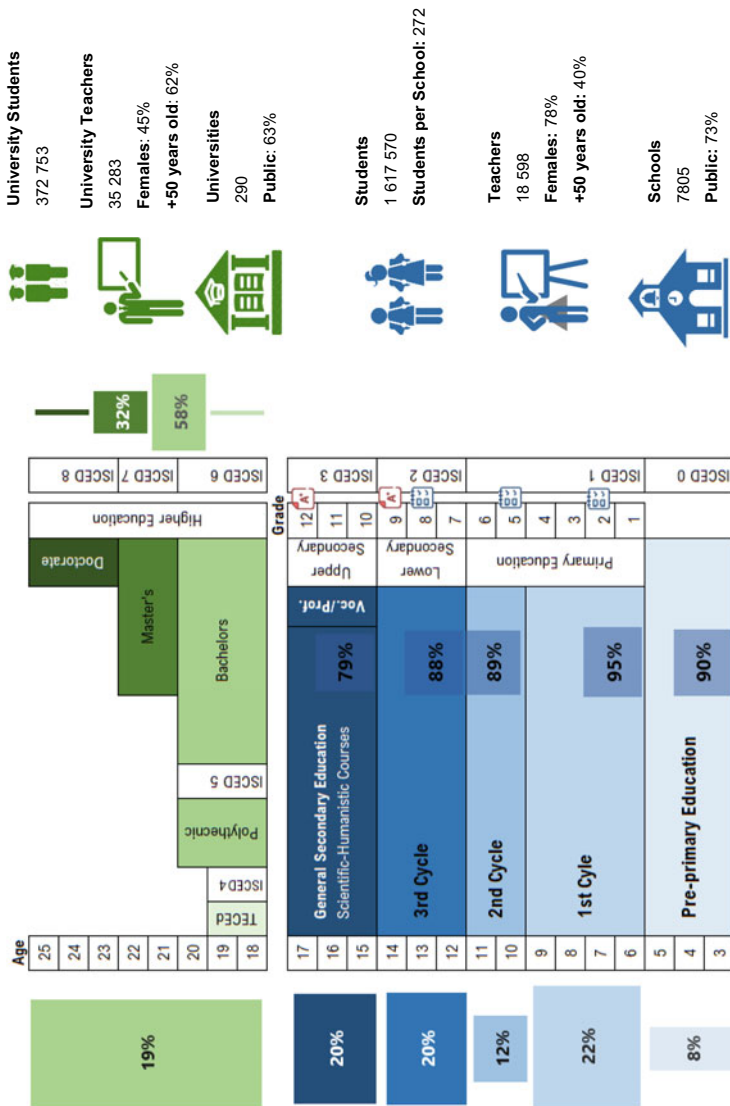 19%
20%
20%
12%
22%
8%
Age
25
24
23
22
21
20
19
18
17
16
15
14
13
12
11
10
9
8
7
6
5
4
3
TECEd
ISCED 4
Polythecnic
ISCED 5
Bachelors
Master's
Doctorate
Higher Education
ISCED 8
ISCED 7
ISCED 6
32%
58%
General Secondary Education
Scientific-Humanistic Courses
Voc./Prof.
79%
3rd Cycle
88%
2nd Cycle
89%
1st Cyle
95%
Pre-primary Education
90%
Upper
Secondary
Lower
Secondary
Primary Education
Grade
12
11
10
9
8
7
6
5
4
3
2
1
A+
A+
ISCED 3
ISCED 2
ISCED 1
ISCED 0
University Students
372 753
University Teachers
35 283
Females: 45%
+50 years old: 62%
Universities
290
Public: 63%
Students
1 617 570
Students per School: 272
Teachers
18 598
Females: 78%
+50 years old: 40%
Schools
7805
Public: 73%